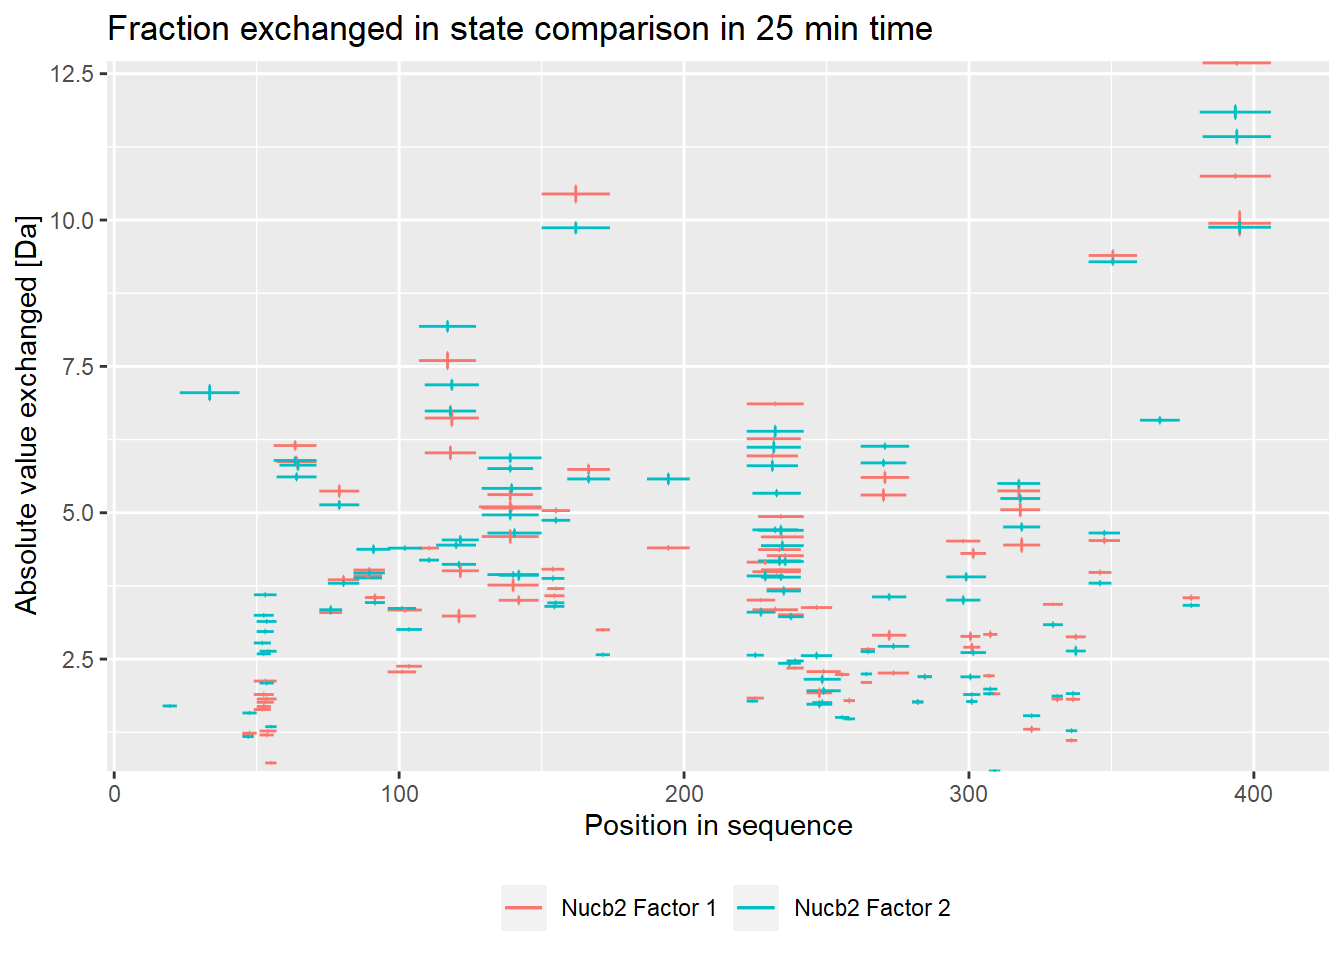 Fraction exchanged in state comparison in 25 min time
Absolute value exchanged [Da]
12.5
10.0
7.5
5.0
2.5
0 100 200 300 400
Position in sequence
Nucb2 Factor 1 Nucb2 Factor 2